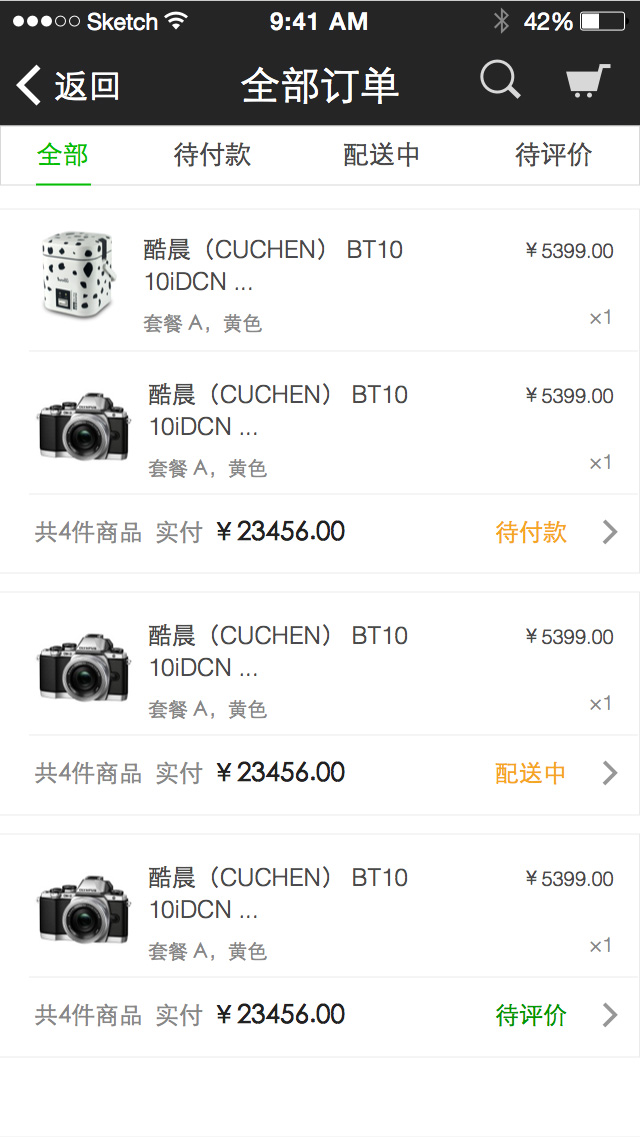 Sketch 9:41 AM 42%
返回 全部订单
全部 待付款 配送中 待评价
酷晨（CUCHEN） BT10 ￥5399.00
10iDCN ...
套餐 A，黄色 ×1
酷晨（CUCHEN） BT10 ￥5399.00
10iDCN ...
套餐 A，黄色 ×1
共4件商品 实付 ￥23456.00 待付款
酷晨（CUCHEN） BT10 ￥5399.00
10iDCN ...
套餐 A，黄色 ×1
共4件商品 实付 ￥23456.00 配送中
酷晨（CUCHEN） BT10 ￥5399.00
10iDCN ...
套餐 A，黄色 ×1
共4件商品 实付 ￥23456.00 待评价